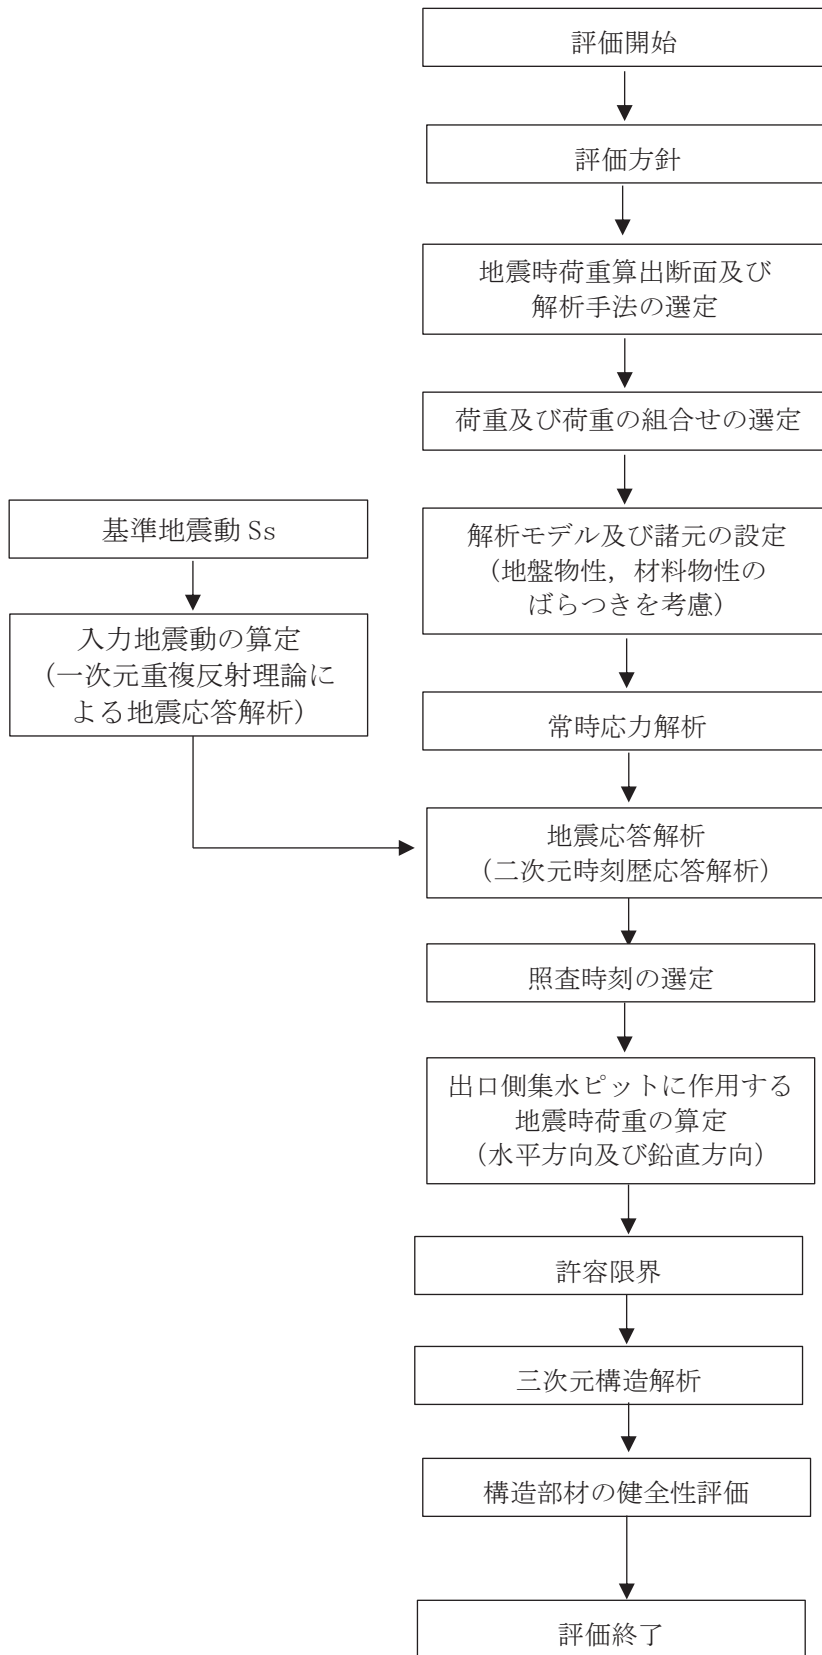 評価開始
評価方針
地震時荷重算出断面及び
解析手法の選定
荷重及び荷重の組合せの選定
基準地震動 Ss
入力地震動の算定
（一次元重複反射理論に
よる地震応答解析）
解析モデル及び諸元の設定
（地盤物性，材料物性の
ばらつきを考慮）
常時応力解析
地震応答解析
（二次元時刻歴応答解析）
照査時刻の選定
出口側集水ピットに作用する
地震時荷重の算定
（水平方向及び鉛直方向）
許容限界
三次元構造解析
構造部材の健全性評価
評価終了